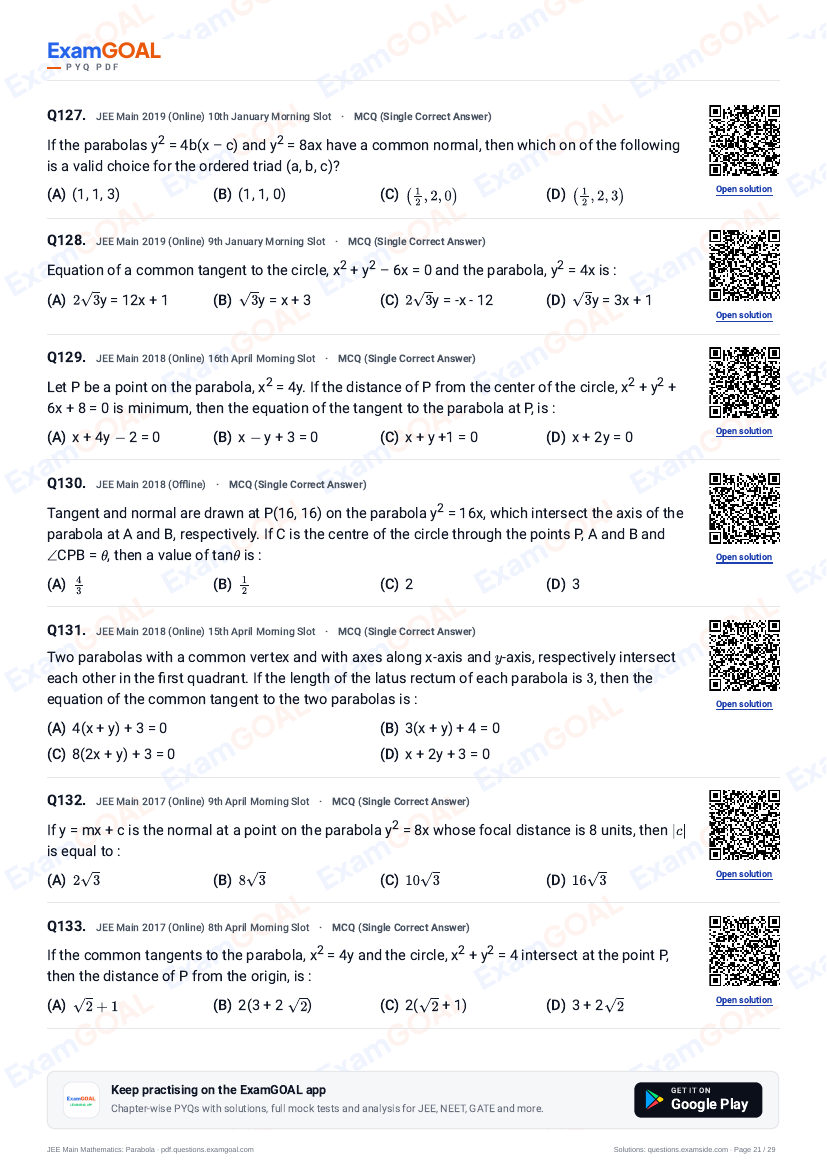 ExamGOAL
PYQ PDF
Q127. JEE Main 2019 (Online) 10th January Morning Slot · MCQ (Single Correct Answer)
If the parabolas y² = 4b(x − c) and y² = 8ax have a common normal, then which on of the following
is a valid choice for the ordered triad (a, b, c)?
(A) (1, 1, 3) (B) (1, 1, 0) (C) (1/2, 2, 0) (D) (1/2, 2, 3)
Open solution
Q128. JEE Main 2019 (Online) 9th January Morning Slot · MCQ (Single Correct Answer)
Equation of a common tangent to the circle, x² + y² − 6x = 0 and the parabola, y² = 4x is :
(A) 2√3y = 12x + 1 (B) √3y = x + 3 (C) 2√3y = -x - 12 (D) √3y = 3x + 1
Open solution
Q129. JEE Main 2018 (Online) 16th April Morning Slot · MCQ (Single Correct Answer)
Let P be a point on the parabola, x² = 4y. If the distance of P from the center of the circle, x² + y² +
6x + 8 = 0 is minimum, then the equation of the tangent to the parabola at P, is :
(A) x + 4y − 2 = 0 (B) x − y + 3 = 0 (C) x + y +1 = 0 (D) x + 2y = 0
Open solution
Q130. JEE Main 2018 (Offline) · MCQ (Single Correct Answer)
Tangent and normal are drawn at P(16, 16) on the parabola y² = 16x, which intersect the axis of the
parabola at A and B, respectively. If C is the centre of the circle through the points P, A and B and
∠CPB = θ, then a value of tanθ is :
(A) 4/3 (B) 1/2 (C) 2 (D) 3
Open solution
Q131. JEE Main 2018 (Online) 15th April Morning Slot · MCQ (Single Correct Answer)
Two parabolas with a common vertex and with axes along x-axis and y-axis, respectively intersect
each other in the first quadrant. If the length of the latus rectum of each parabola is 3, then the
equation of the common tangent to the two parabolas is :
(A) 4(x + y) + 3 = 0 (B) 3(x + y) + 4 = 0
(C) 8(2x + y) + 3 = 0 (D) x + 2y + 3 = 0
Open solution
Q132. JEE Main 2017 (Online) 9th April Morning Slot · MCQ (Single Correct Answer)
If y = mx + c is the normal at a point on the parabola y² = 8x whose focal distance is 8 units, then |c|
is equal to :
(A) 2√3 (B) 8√3 (C) 10√3 (D) 16√3
Open solution
Q133. JEE Main 2017 (Online) 8th April Morning Slot · MCQ (Single Correct Answer)
If the common tangents to the parabola, x² = 4y and the circle, x² + y² = 4 intersect at the point P,
then the distance of P from the origin, is :
(A) √2 + 1 (B) 2(3 + 2 √2) (C) 2(√2 + 1) (D) 3 + 2√2
Open solution
ExamGOAL
Keep practising on the ExamGOAL app
Chapter-wise PYQs with solutions, full mock tests and analysis for JEE, NEET, GATE and more.
GET IT ON
Google Play
JEE Main Mathematics: Parabola · pdf.questions.examgoal.com
Solutions: questions.examside.com · Page 21 / 29